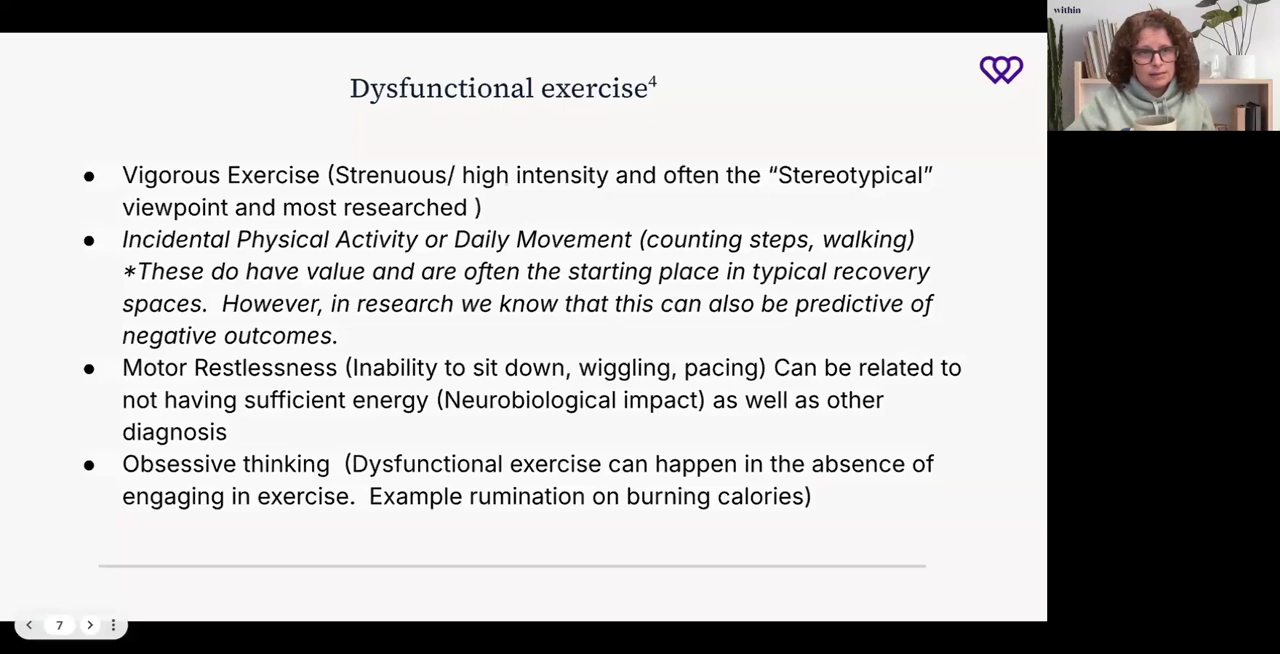 within
Dysfunctional exercise⁴
● Vigorous Exercise (Strenuous/ high intensity and often the “Stereotypical”
viewpoint and most researched )
● Incidental Physical Activity or Daily Movement (counting steps, walking)
*These do have value and are often the starting place in typical recovery
spaces.  However, in research we know that this can also be predictive of
negative outcomes.
● Motor Restlessness (Inability to sit down, wiggling, pacing) Can be related to
not having sufficient energy (Neurobiological impact) as well as other
diagnosis
● Obsessive thinking  (Dysfunctional exercise can happen in the absence of
engaging in exercise.  Example rumination on burning calories)
7